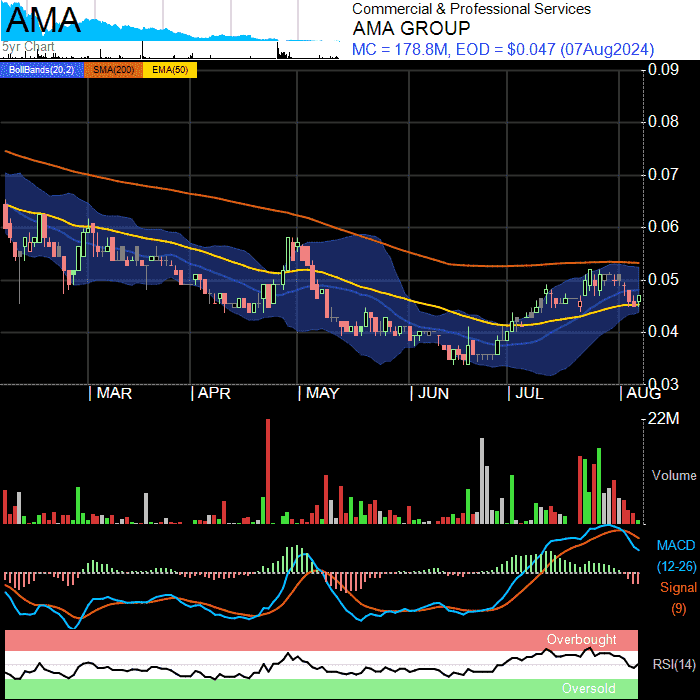 AMA
5yr Chart
Commercial & Professional Services
AMA GROUP
MC = 178.8M, EOD = $0.047 (07Aug2024)
BollBands(20,2) SMA(200) EMA(50)
0.09
0.08
0.07
0.06
0.05
0.04
0.03
MAR APR MAY JUN JUL AUG
22M
Volume
MACD
(12-26)
Signal
(9)
Overbought
RSI(14)
Oversold